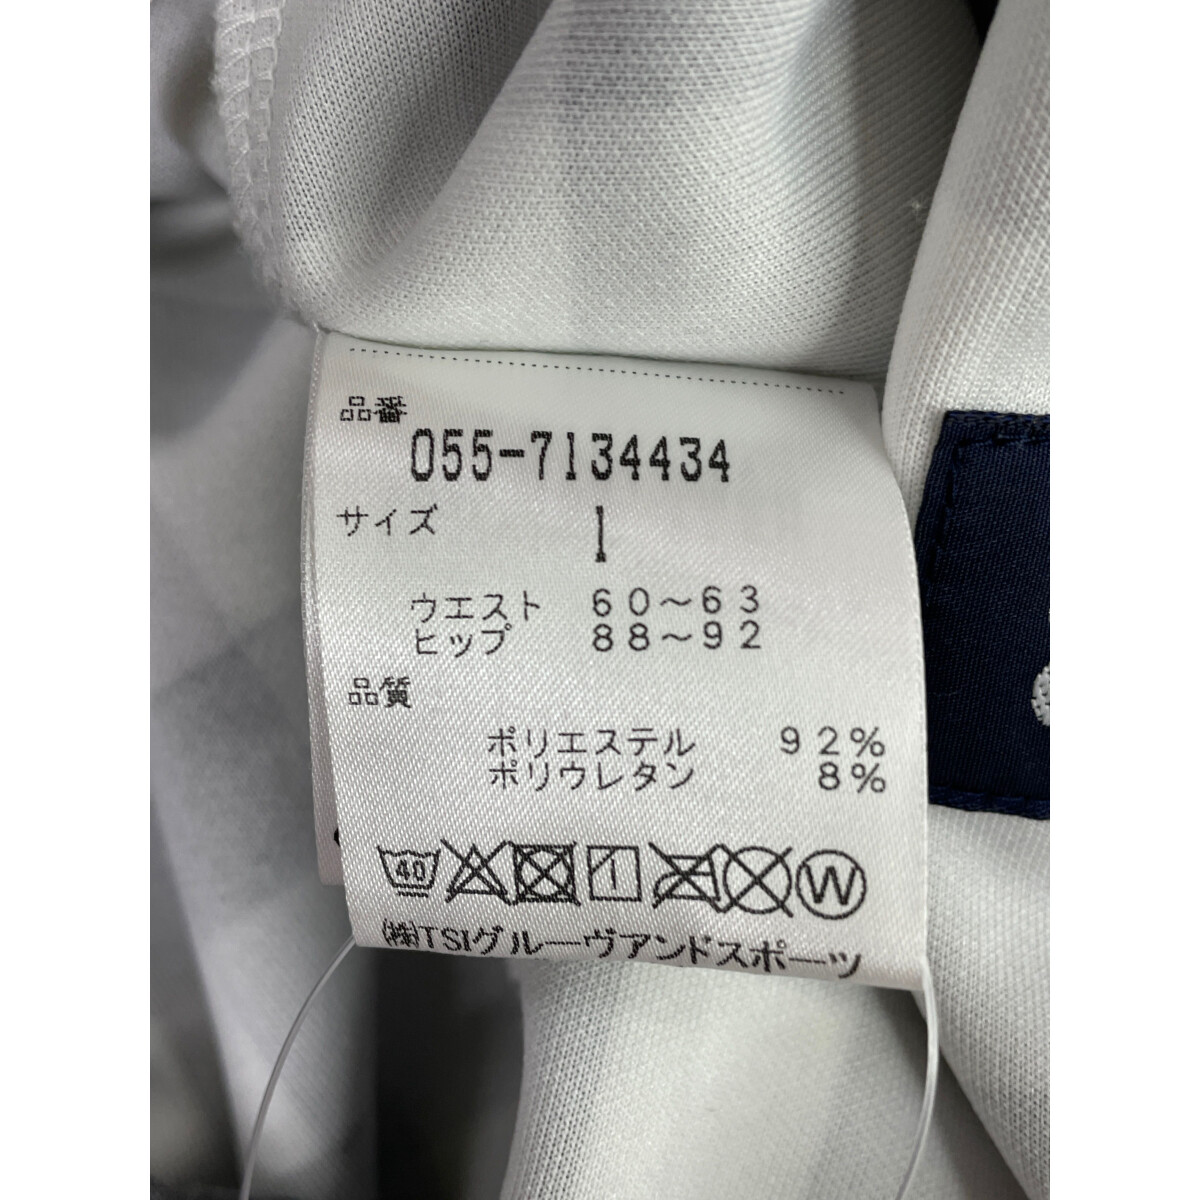 品番
055-7134434
サイズ 1
ウエスト 60～63
ヒップ 88～92
品質
ポリエステル 92%
ポリウレタン 8%
40 W
㈱TSIグルーヴアンドスポーツ